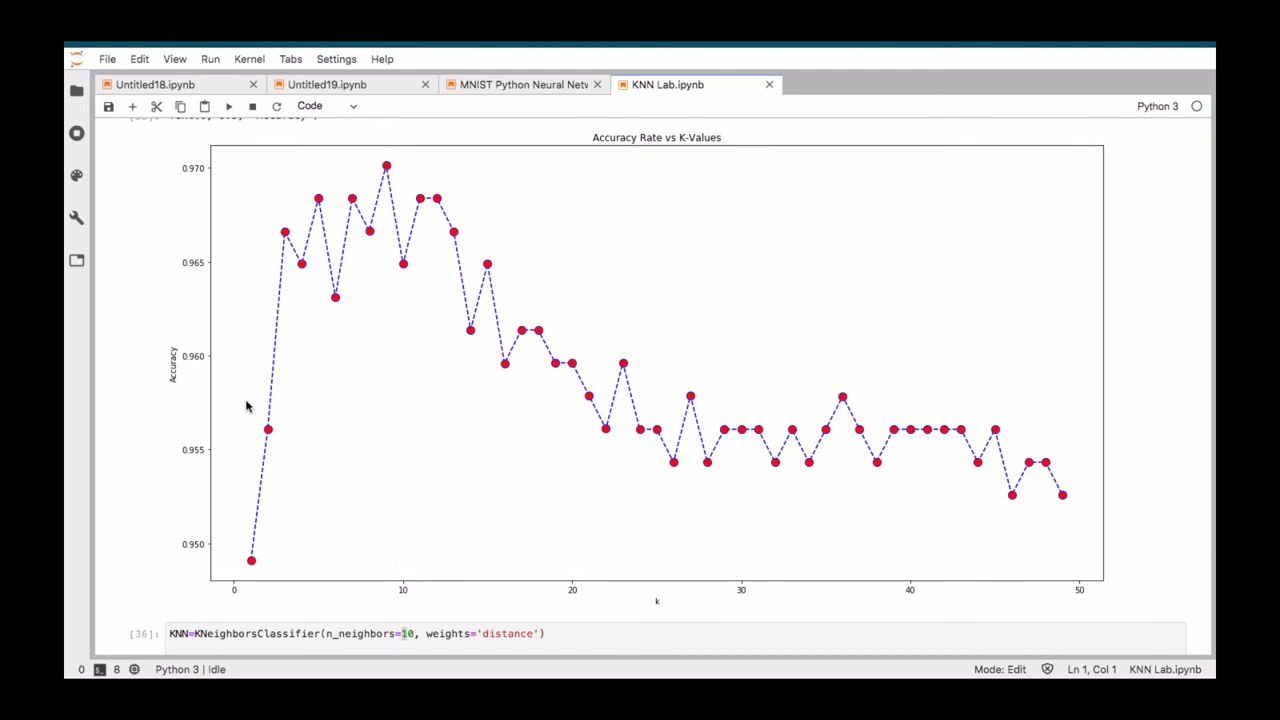 File Edit View Run Kernel Tabs Settings Help
Untitled18.ipynb Untitled19.ipynb MNIST Python Neural Netw KNN Lab.ipynb
Code Python 3
Accuracy Rate vs K-Values
0.970
0.965
0.960
0.955
0.950
Accuracy
0 10 20 30 40 50
k
[36]: KNN=KNeighborsClassifier(n_neighbors=10, weights='distance')
0 8 Python 3 | Idle Mode: Edit Ln 1, Col 1 KNN Lab.ipynb